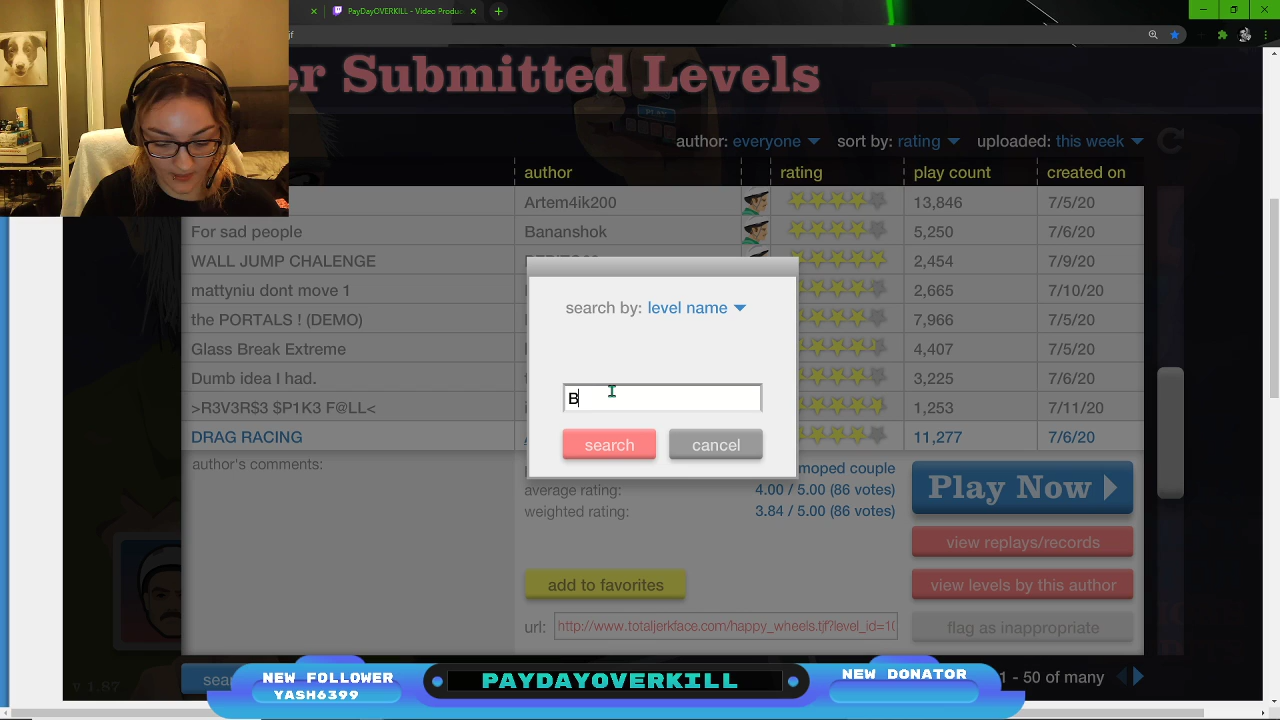 PayDayOVERKILL - Video Produc
jf
er Submitted Levels
author: everyone sort by: rating uploaded: this week
author rating play count created on
Artem4ik200 13,846 7/5/20
For sad people Bananshok 5,250 7/6/20
WALL JUMP CHALENGE 2,454 7/9/20
mattyniu dont move 1 2,665 7/10/20
the PORTALS ! (DEMO) 7,966 7/5/20
Glass Break Extreme 4,407 7/5/20
Dumb idea I had. 3,225 7/6/20
>R3V3R$3 $P1K3 F@LL< 1,253 7/11/20
DRAG RACING 11,277 7/6/20
search by: level name
B
search cancel
author's comments:
moped couple
average rating: 4.00 / 5.00 (86 votes)
weighted rating: 3.84 / 5.00 (86 votes)
Play Now
view replays/records
add to favorites
view levels by this author
url: http://www.totaljerkface.com/happy_wheels.tjf?level_id=1
flag as inappropriate
v 1.87
sea
1 - 50 of many
NEW FOLLOWER
YASH6399
PAYDAYOVERKILL
NEW DONATOR